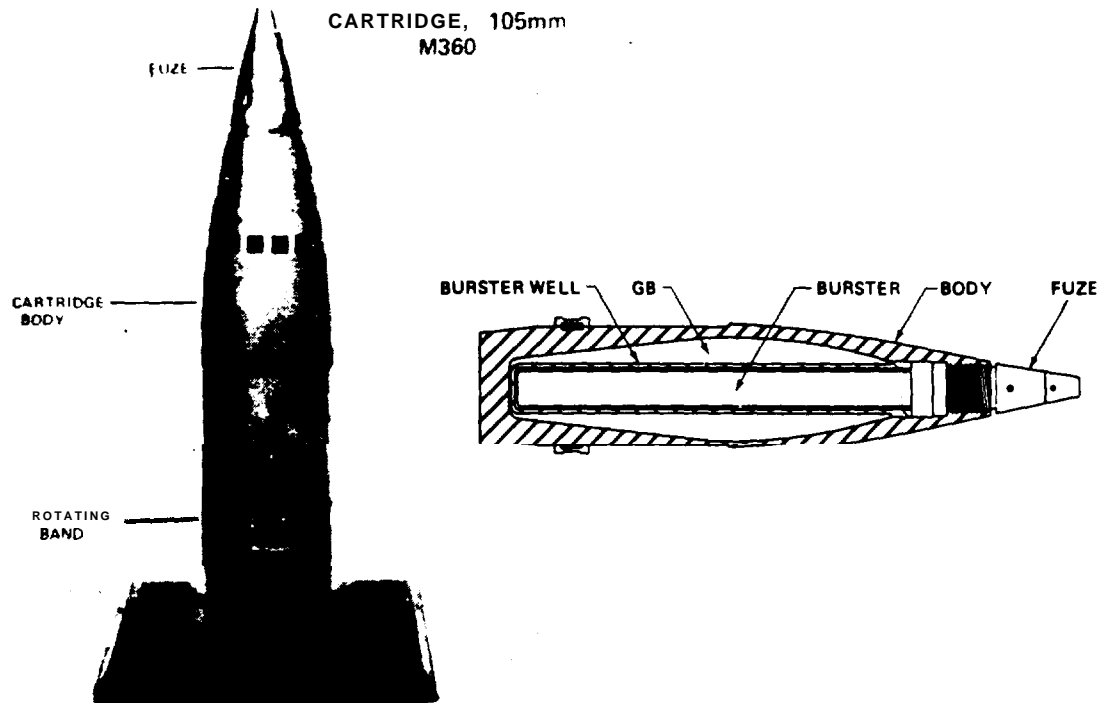 CARTRIDGE, 105mm
M360
FUZE
CARTRIDGE
BODY
ROTATING
BAND
BURSTER WELL
GB
BURSTER
BODY
FUZE